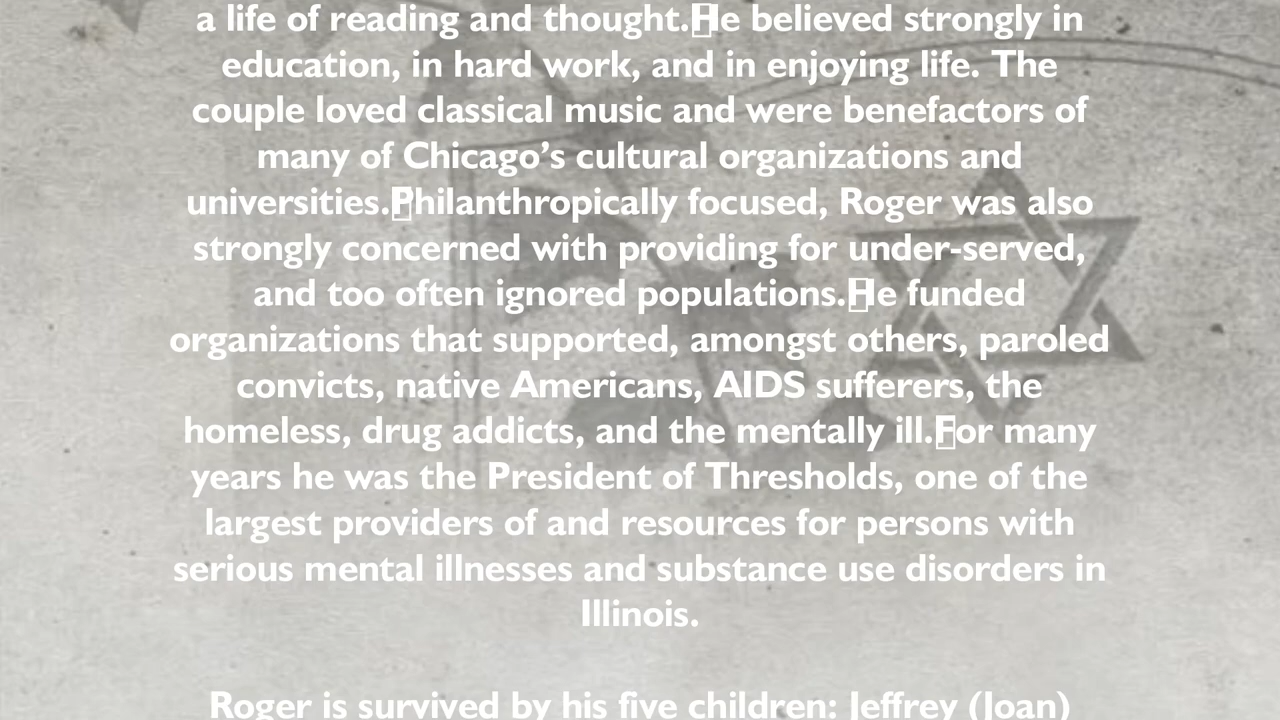 a life of reading and thought. He believed strongly in
education, in hard work, and in enjoying life. The
couple loved classical music and were benefactors of
many of Chicago’s cultural organizations and
universities. Philanthropically focused, Roger was also
strongly concerned with providing for under-served,
and too often ignored populations. He funded
organizations that supported, amongst others, paroled
convicts, native Americans, AIDS sufferers, the
homeless, drug addicts, and the mentally ill. For many
years he was the President of Thresholds, one of the
largest providers of and resources for persons with
serious mental illnesses and substance use disorders in
Illinois.
Roger is survived by his five children: Jeffrey (Joan)